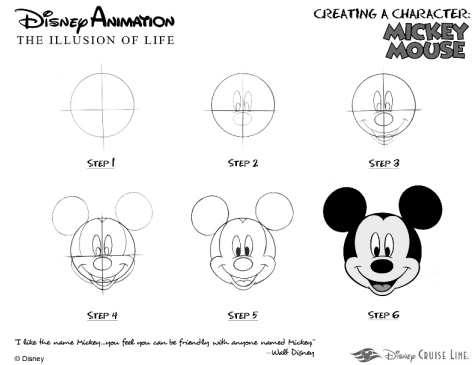 Disney Animation
THE ILLUSION OF LIFE
CREATING A CHARACTER:
MICKEY
MOUSE
STEP 1
STEP 2
STEP 3
STEP 4
STEP 5
STEP 6
"I like the name Mickey...you feel you can be friendly with anyone named Mickey"
—Walt Disney
© Disney
Disney CRUISE LINE.